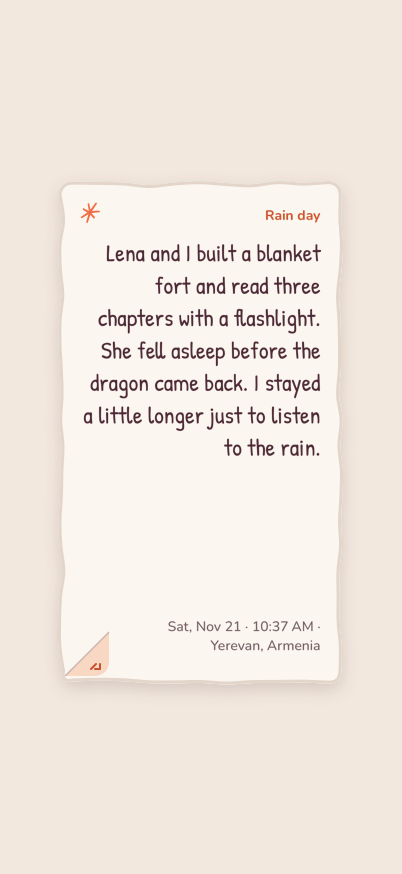 Rain day
Lena and I built a blanket
fort and read three
chapters with a flashlight.
She fell asleep before the
dragon came back. I stayed
a little longer just to listen
to the rain.
Sat, Nov 21 · 10:37 AM ·
Yerevan, Armenia